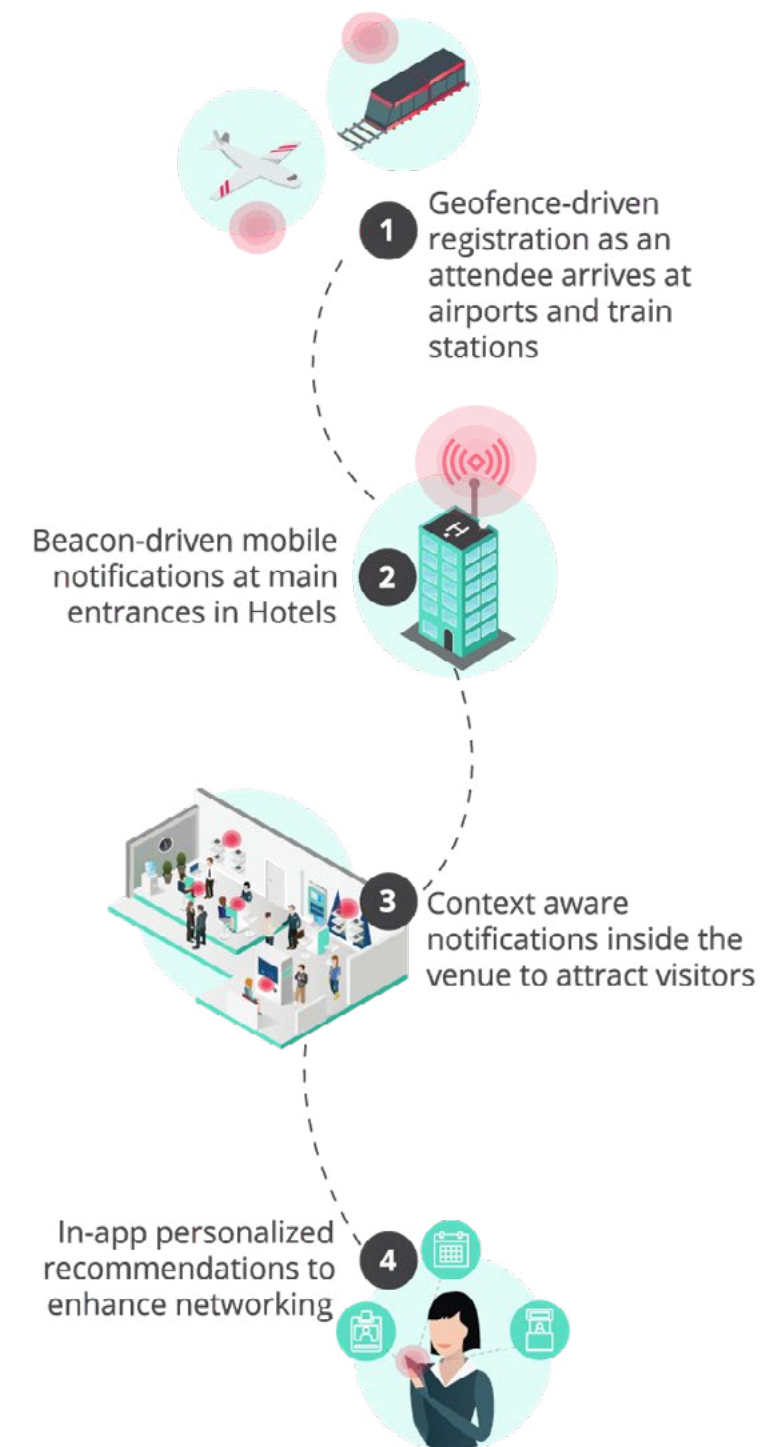 1
Geofence-driven
registration as an
attendee arrives at
airports and train
stations
Beacon-driven mobile
notifications at main
entrances in Hotels
2
H
3
Context aware
notifications inside the
venue to attract visitors
In-app personalized
recommendations to
enhance networking
4